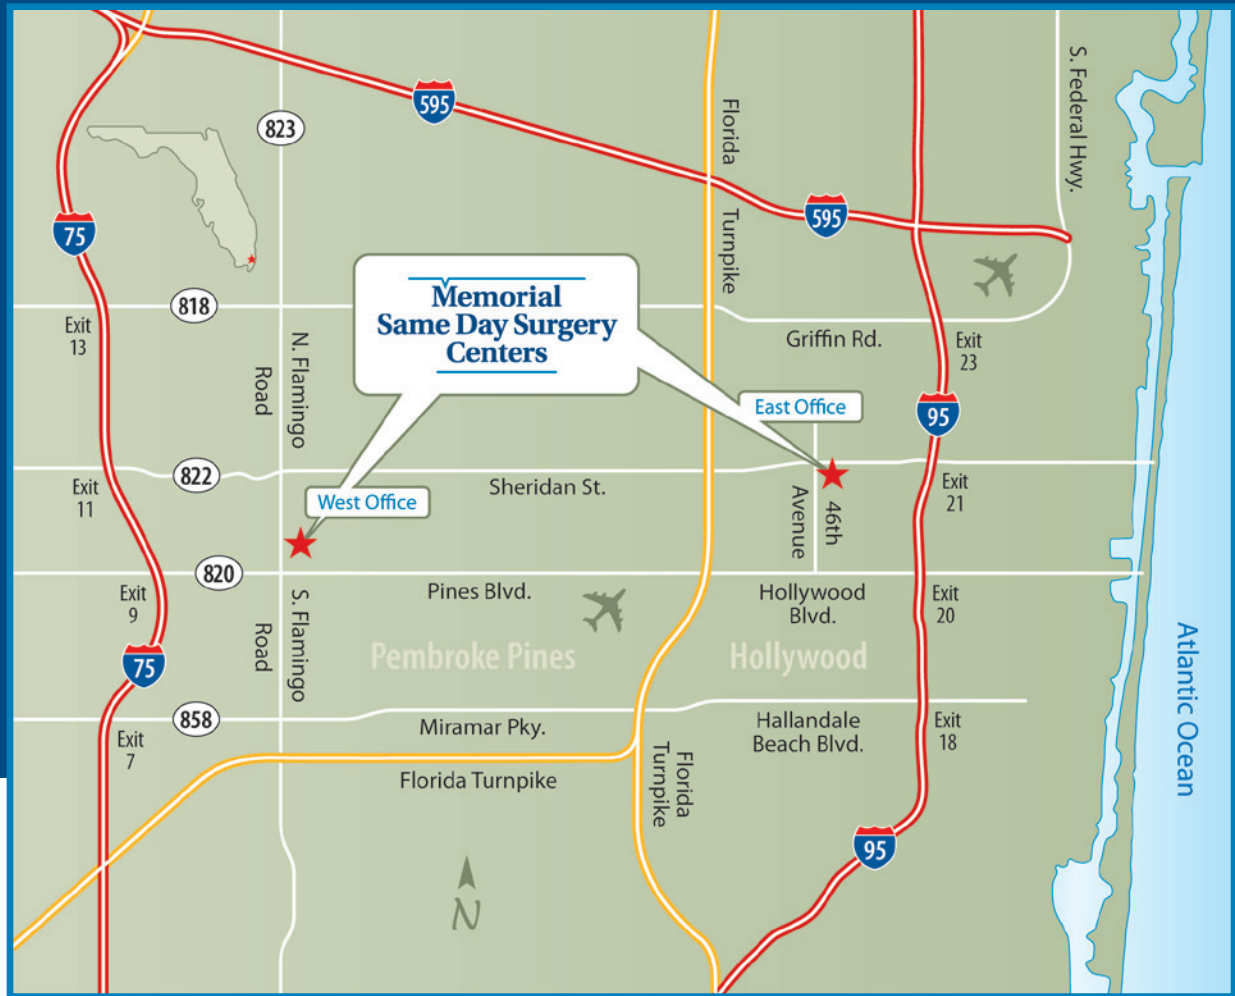 595
823
Florida
Turnpike
S. Federal Hwy.
75
595
Memorial
Same Day Surgery
Centers
818
Exit
13
N. Flamingo
Road
Griffin Rd.
Exit
23
East Office
95
822
Sheridan St.
Exit
11
West Office
46th
Avenue
Exit
21
820
Pines Blvd.
Hollywood
Blvd.
Exit
9
Exit
20
S. Flamingo
Road
Pembroke Pines
Hollywood
75
Atlantic Ocean
858
Miramar Pky.
Hallandale
Beach Blvd.
Exit
18
Exit
7
Florida Turnpike
Florida
Turnpike
95
N